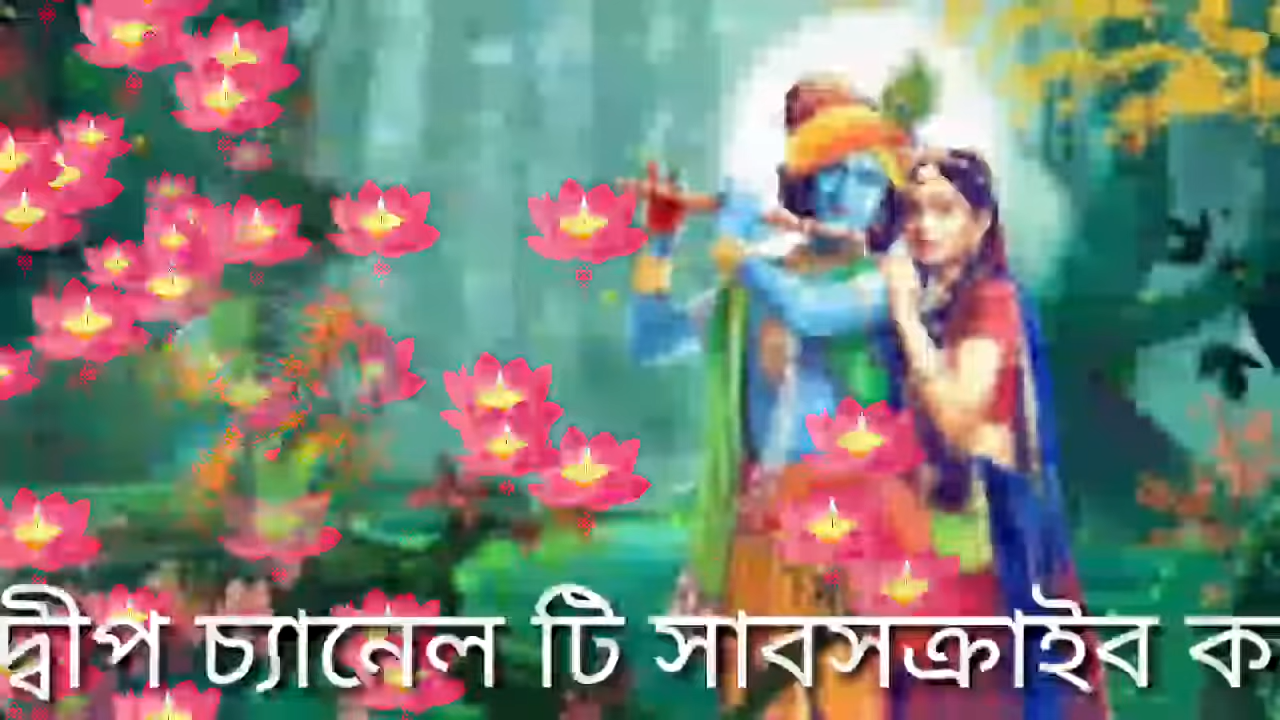 দ্বীপ চ্যানেল টি সাবসক্রাইব ক